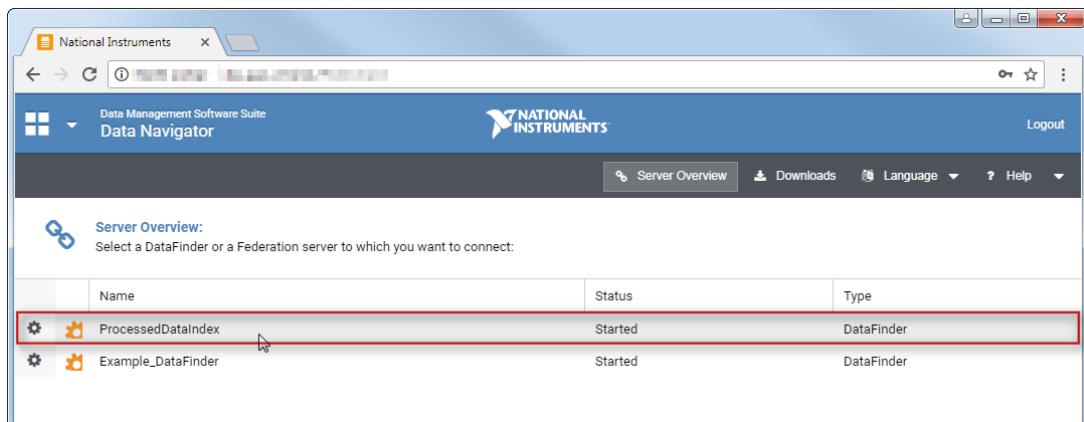 National Instruments
Data Management Software Suite
Data Navigator
NATIONAL INSTRUMENTS
Logout
Server Overview
Downloads
Language
? Help
Server Overview:
Select a DataFinder or a Federation server to which you want to connect:
Name Status Type
ProcessedDataIndex Started DataFinder
Example_DataFinder Started DataFinder